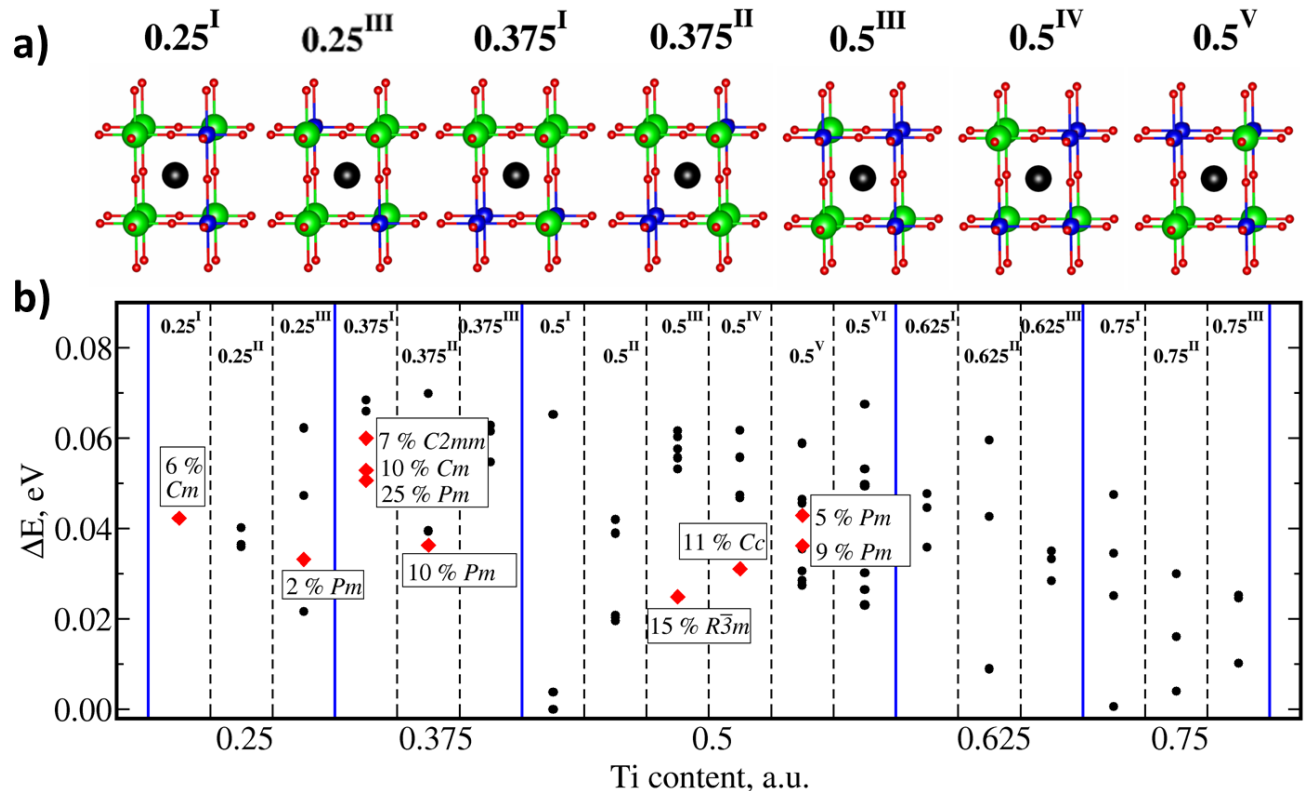 a)
0.25^I 0.25^III 0.375^I 0.375^II 0.5^III 0.5^IV 0.5^V
b)
0.25^I 0.25^III 0.375^I 0.375^III 0.5^I 0.5^III 0.5^IV 0.5^VI 0.625^I 0.625^III 0.75^I 0.75^III
0.25^II 0.375^II 0.5^II 0.5^V 0.625^II 0.75^II
0.08
0.06
0.04
0.02
0.00
ΔE, eV
6 %
Cm
2 % Pm
7 % C2mm
10 % Cm
25 % Pm
10 % Pm
15 % R3̅m
11 % Cc
5 % Pm
9 % Pm
0.25 0.375 0.5 0.625 0.75
Ti content, a.u.